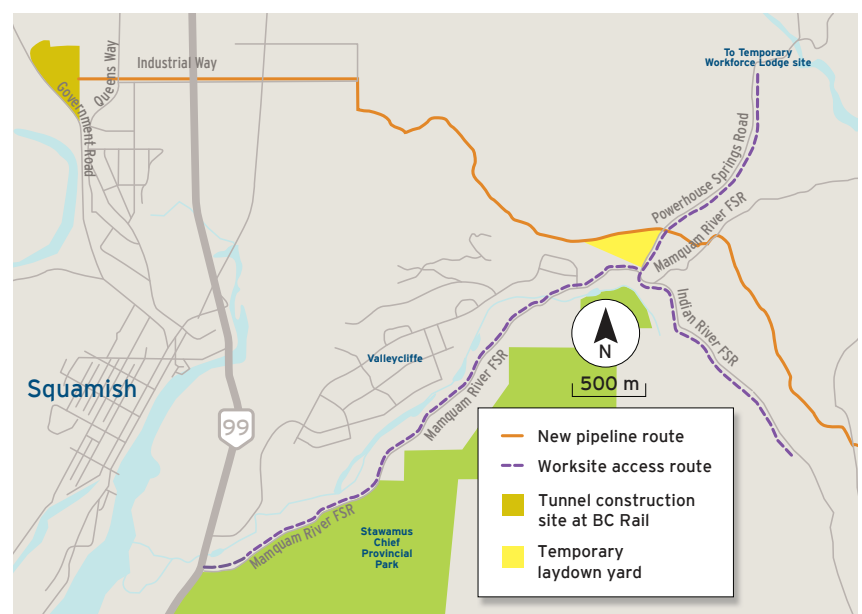 To Temporary
Workforce Lodge site
Industrial Way
Queens Way
Government Road
Powerhouse Springs Road
Mamquam River FSR
Indian River FSR
N
500 m
Valleycliffe
Mamquam River FSR
Squamish
99
Mamquam River FSR
Stawamus
Chief
Provincial
Park
New pipeline route
Worksite access route
Tunnel construction
site at BC Rail
Temporary
laydown yard